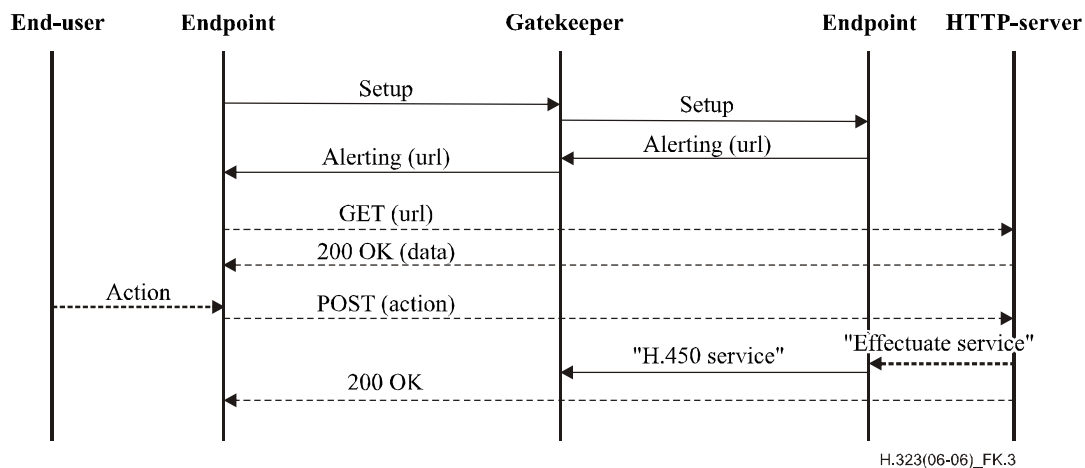 End-user Endpoint Gatekeeper Endpoint HTTP-server
Setup
Setup
Alerting (url)
Alerting (url)
GET (url)
200 OK (data)
Action
POST (action)
"Effectuate service"
"H.450 service"
200 OK
H.323(06-06)_FK.3